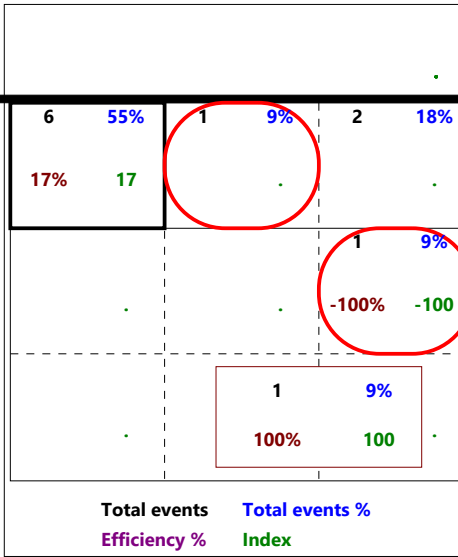 6 55% 1 9% 2 18%
17% 17
1 9%
-100% -100
1 9%
100% 100
Total events Total events %
Efficiency % Index